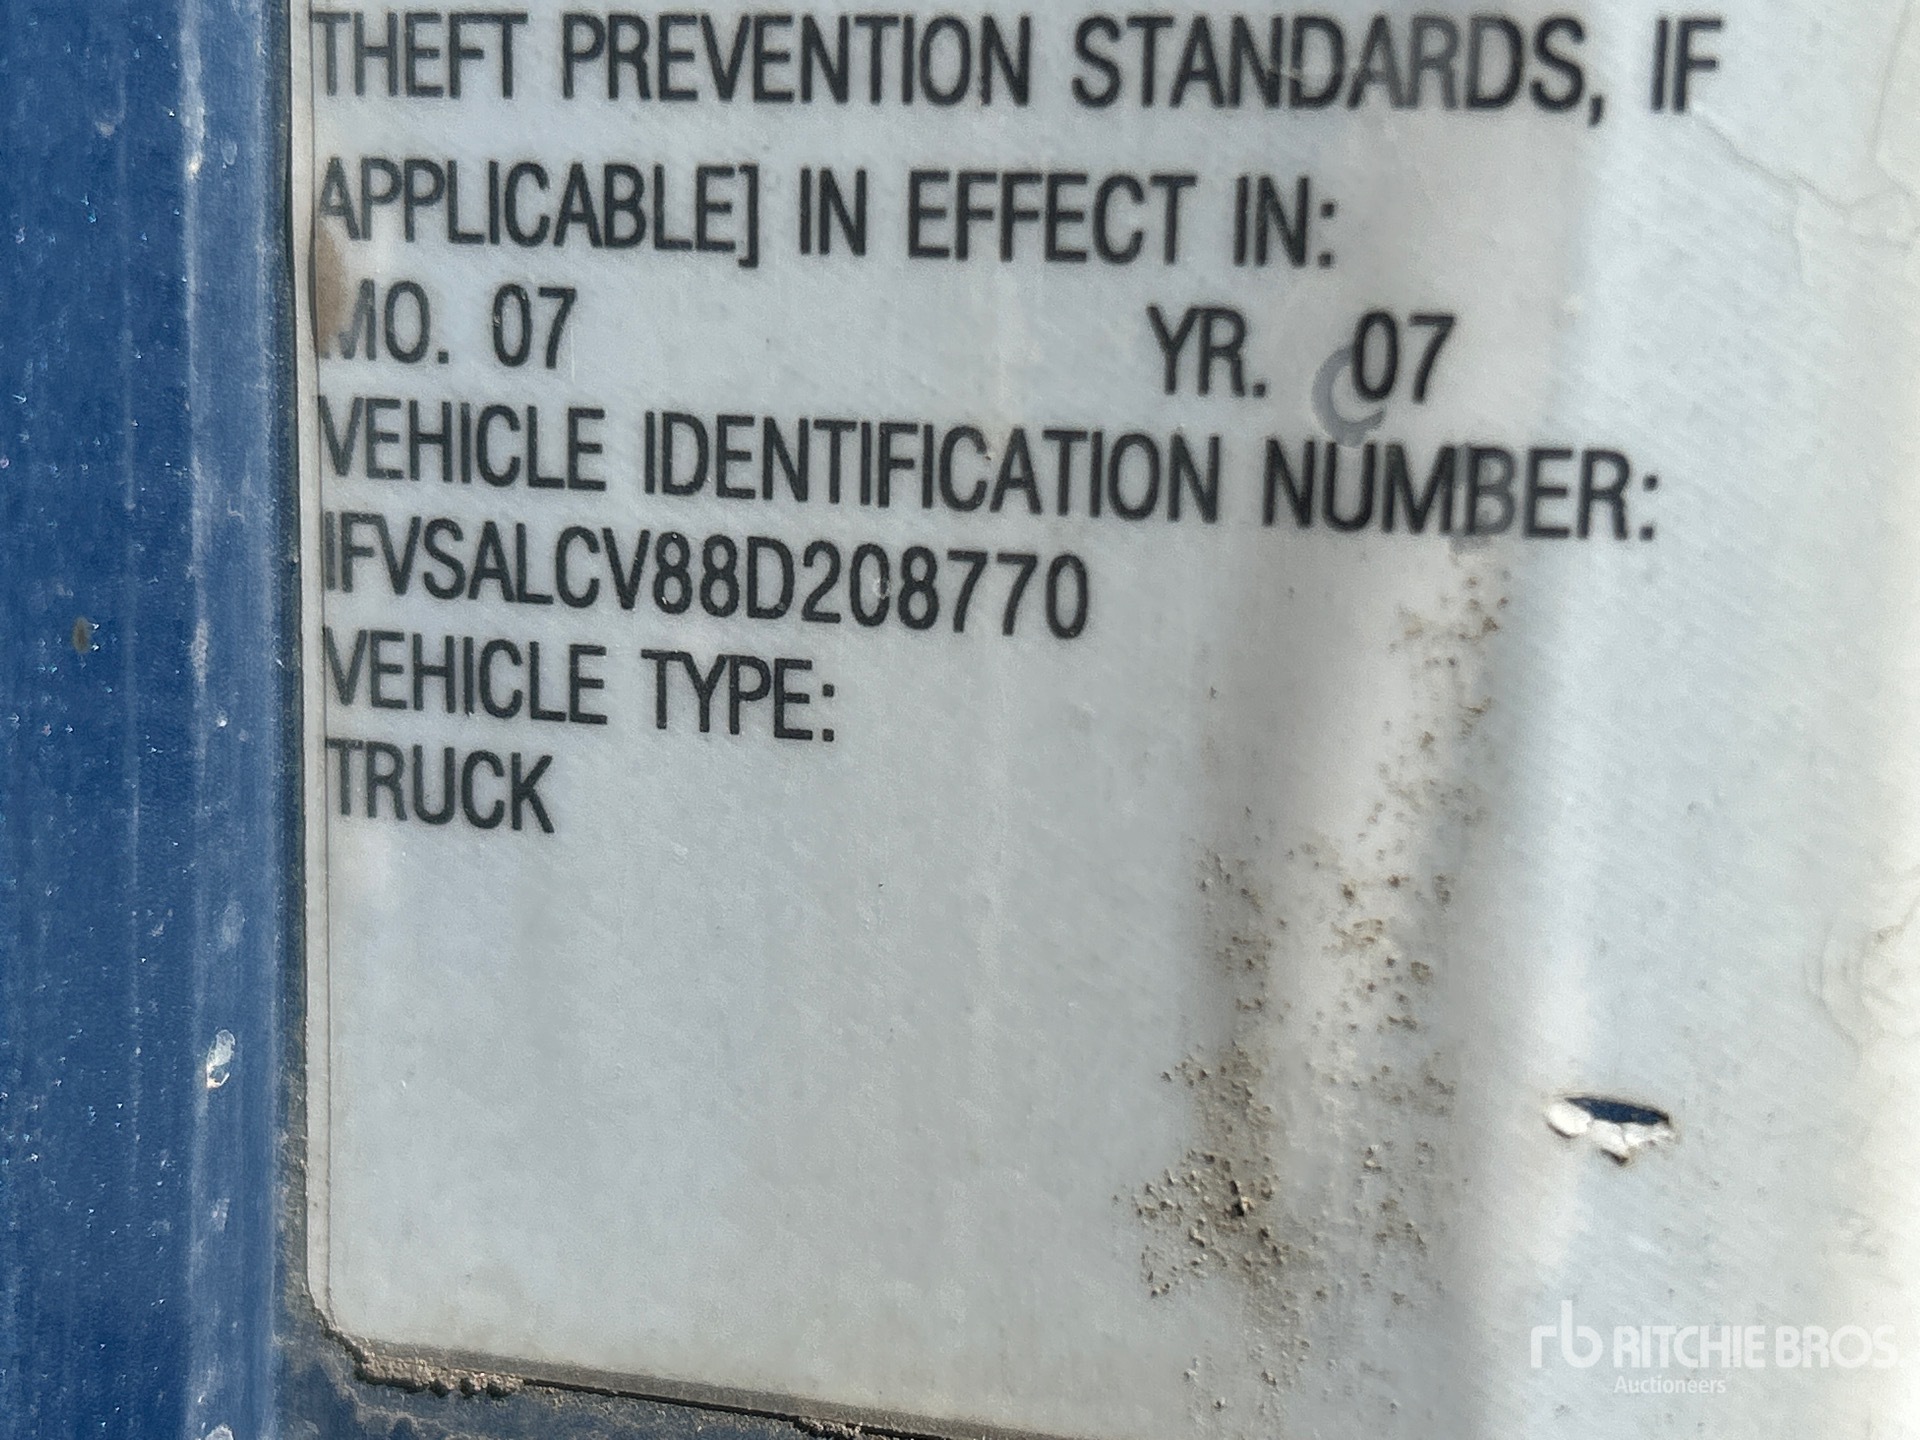 THEFT PREVENTION STANDARDS, IF
APPLICABLE] IN EFFECT IN:
MO. 07 YR. 07
VEHICLE IDENTIFICATION NUMBER:
IFVSALCV88D208770
VEHICLE TYPE:
TRUCK
rb RITCHIE BROS.
Auctioneers